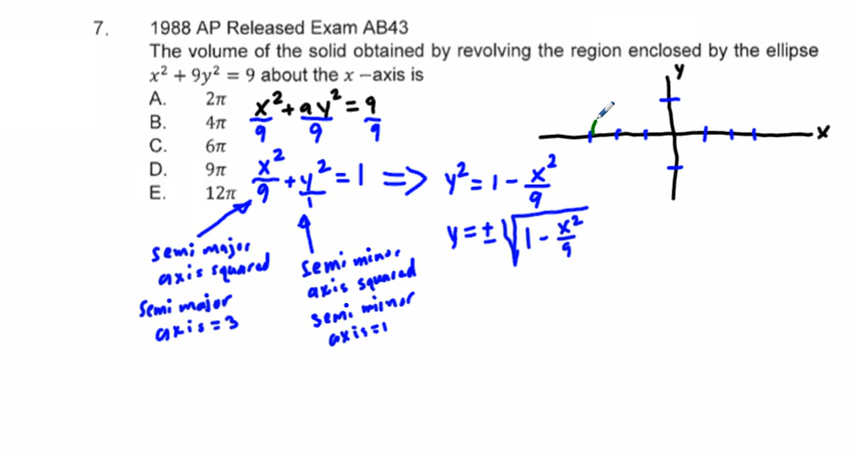 7. 1988 AP Released Exam AB43
The volume of the solid obtained by revolving the region enclosed by the ellipse
x² + 9y² = 9 about the x –axis is
A. 2π
B. 4π
C. 6π
D. 9π
E. 12π
x²+9y²=9
9 9 9
x²/9 + y²/1 = 1 => y² = 1 - x²/9
y = ±√(1 - x²/9)
semi major
axis squared
semi major
axis = 3
semi minor
axis squared
semi minor
axis = 1
y
x